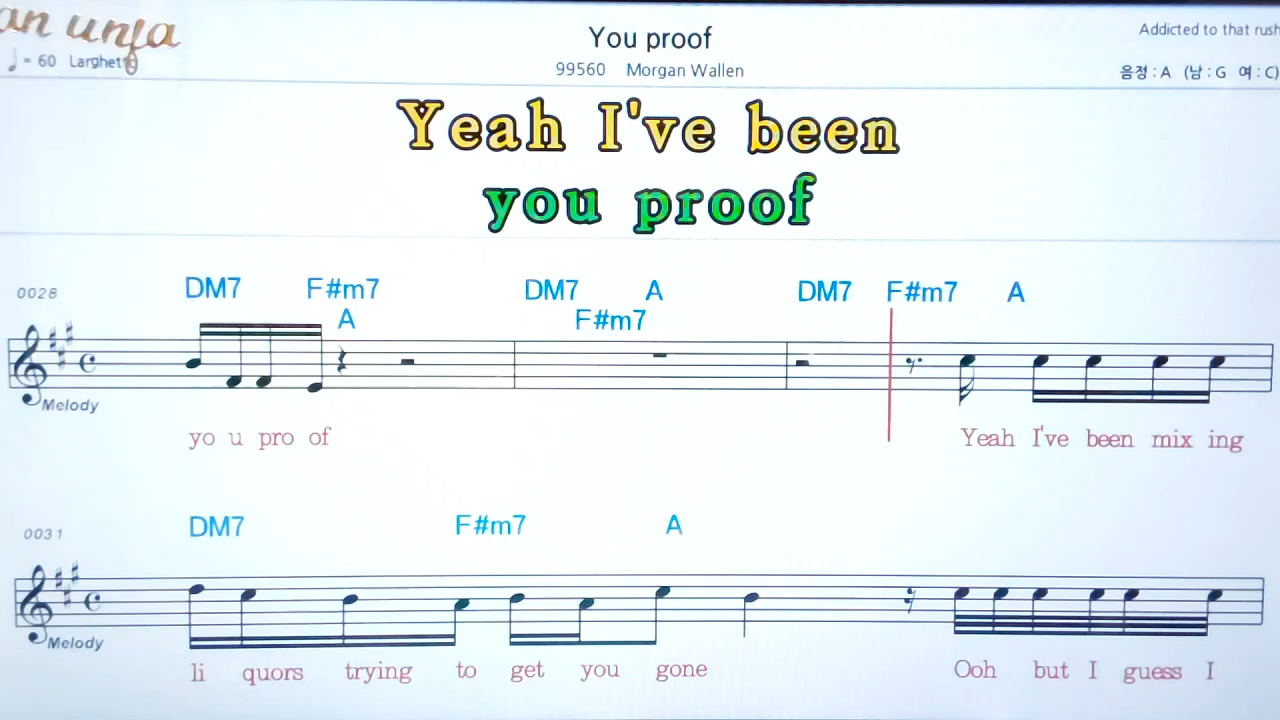 You proof
Addicted to that rush
♩ = 60 Larghetto
99560 Morgan Wallen
음정 : A (남 : G 여 : C)
Yeah I've been
you proof
0028 DM7 F#m7 DM7 A DM7 F#m7 A
A F#m7
Melody
yo u pro of Yeah I've been mix ing
0031 DM7 F#m7 A
Melody
li quors trying to get you gone Ooh but I guess I